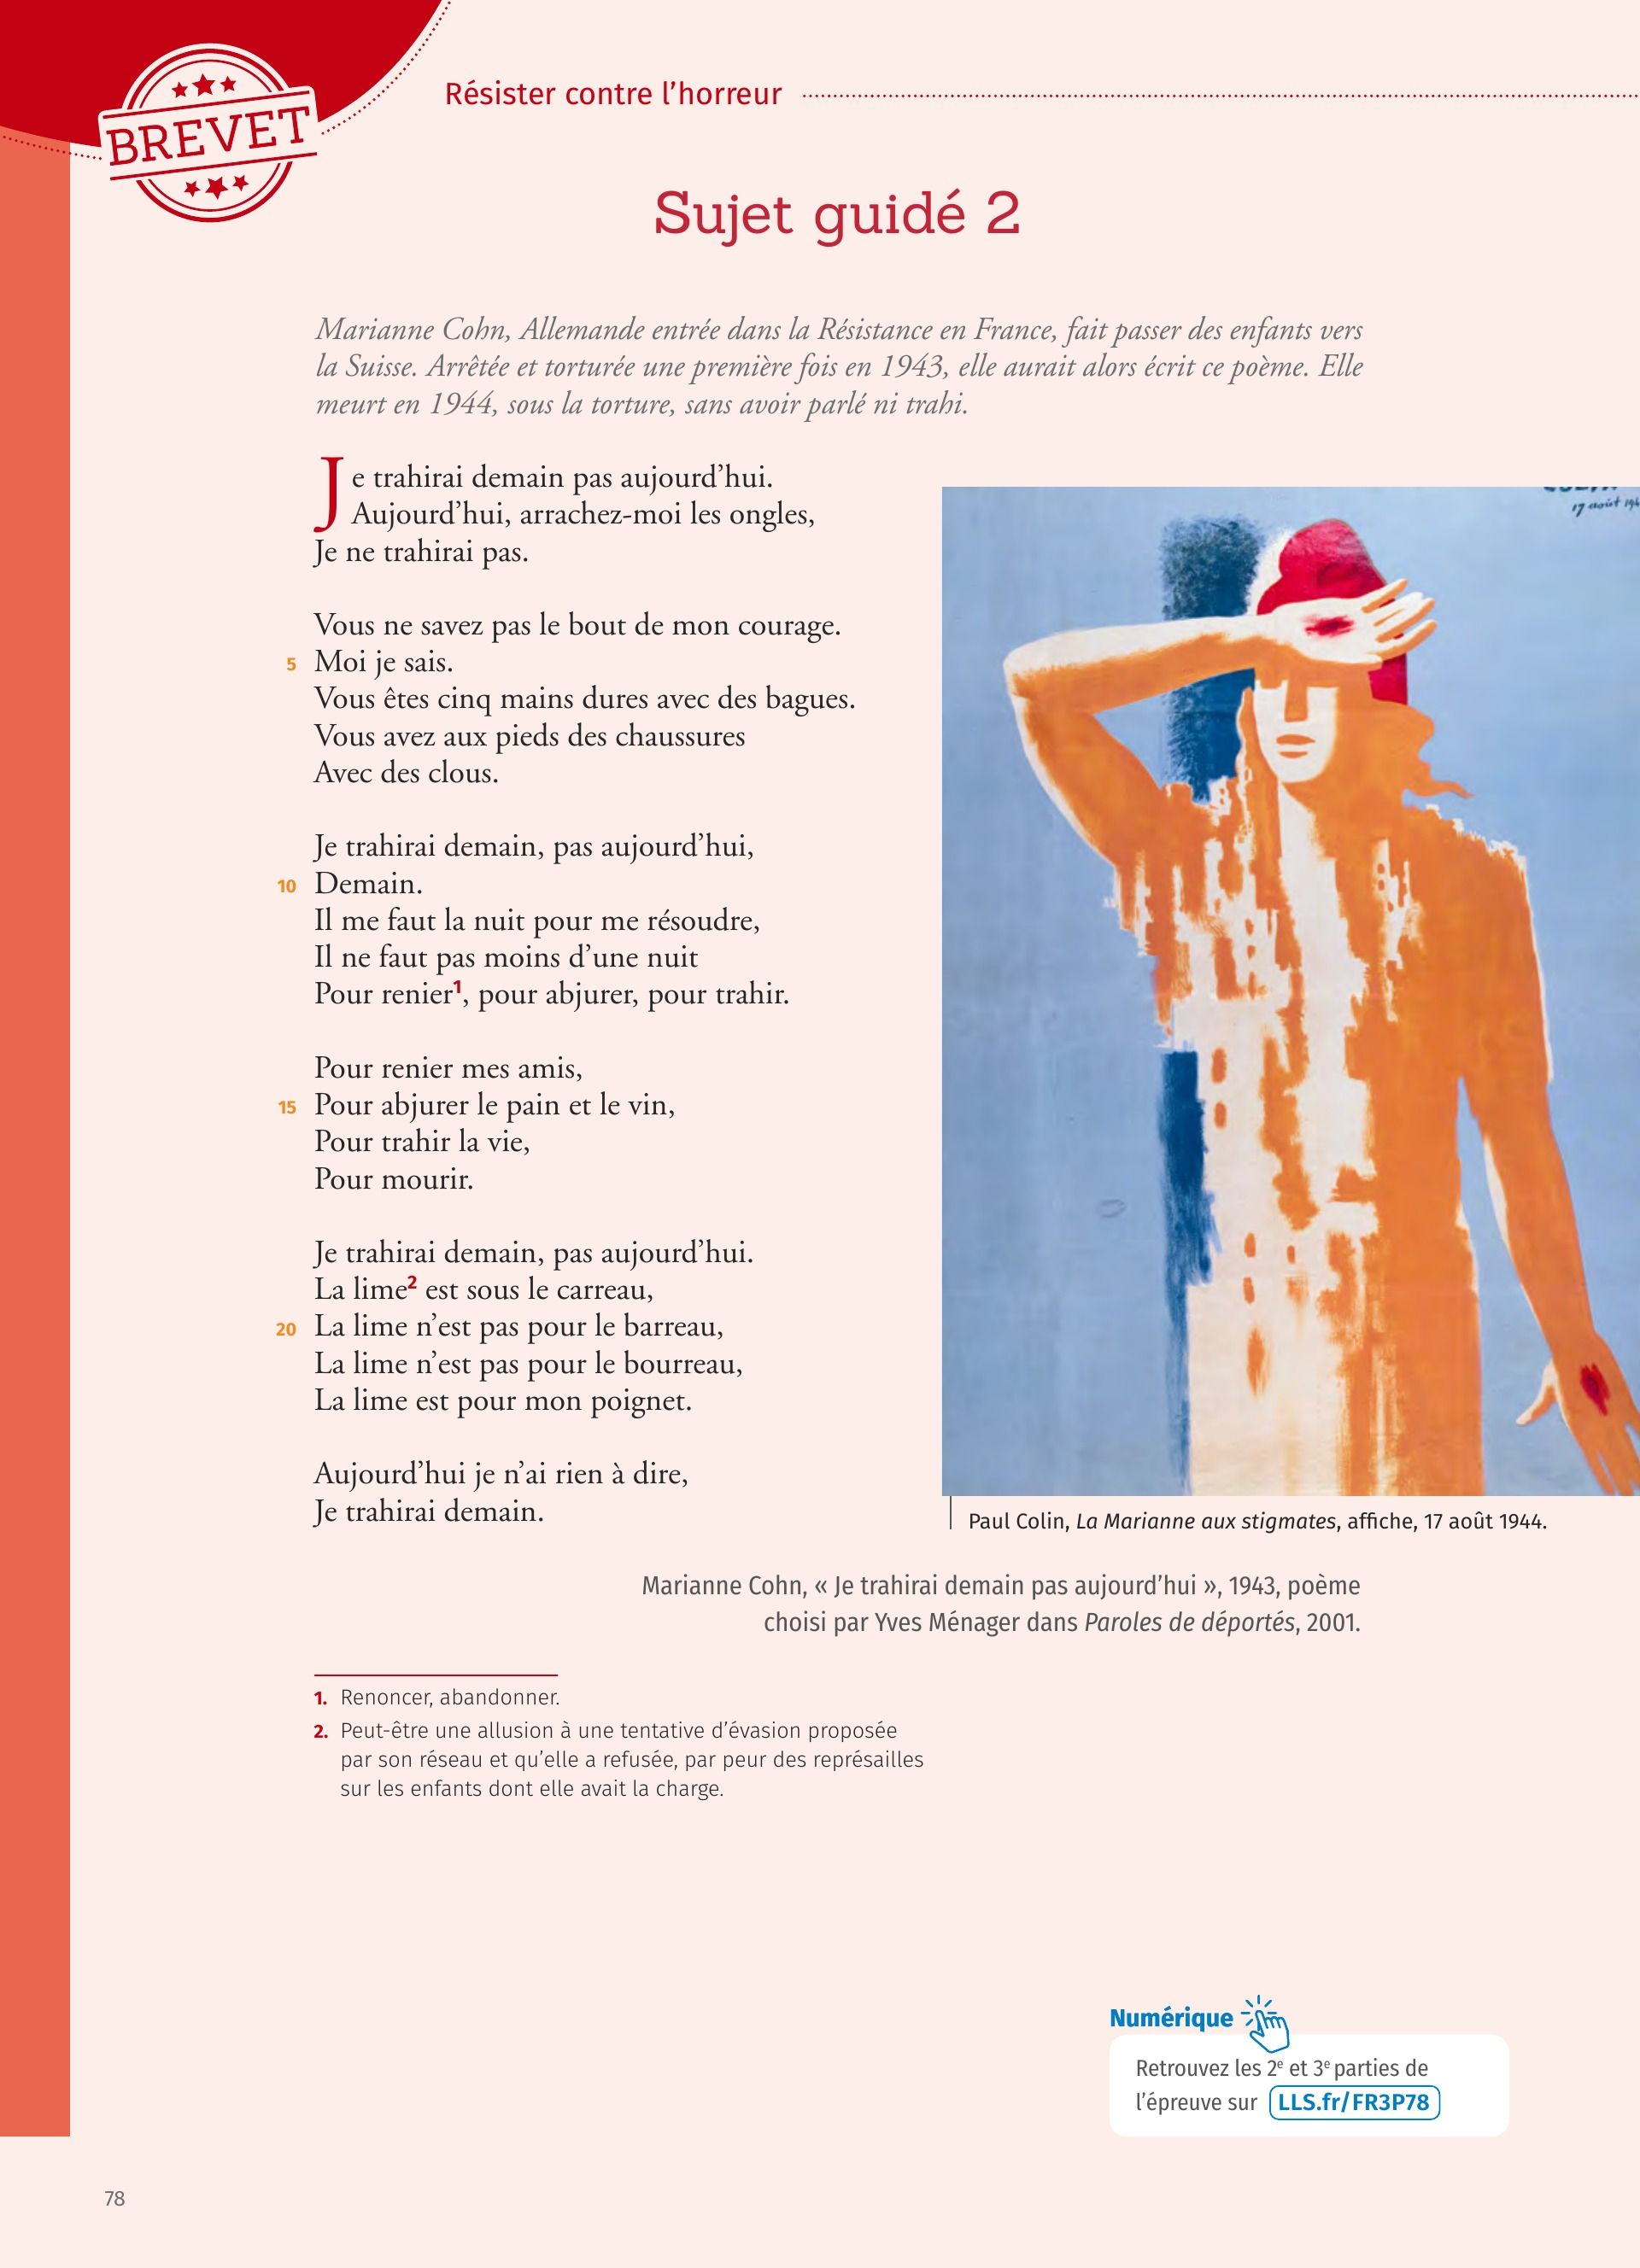 BREVET
Résister contre l’horreur
Sujet guidé 2
Marianne Cohn, Allemande entrée dans la Résistance en France, fait passer des enfants vers
la Suisse. Arrêtée et torturée une première fois en 1943, elle aurait alors écrit ce poème. Elle
meurt en 1944, sous la torture, sans avoir parlé ni trahi.
Je trahirai demain pas aujourd’hui.
Aujourd’hui, arrachez-moi les ongles,
Je ne trahirai pas.
Vous ne savez pas le bout de mon courage.
5 Moi je sais.
Vous êtes cinq mains dures avec des bagues.
Vous avez aux pieds des chaussures
Avec des clous.
Je trahirai demain, pas aujourd’hui,
10 Demain.
Il me faut la nuit pour me résoudre,
Il ne faut pas moins d’une nuit
Pour renier¹, pour abjurer, pour trahir.
Pour renier mes amis,
15 Pour abjurer le pain et le vin,
Pour trahir la vie,
Pour mourir.
Je trahirai demain, pas aujourd’hui.
La lime² est sous le carreau,
20 La lime n’est pas pour le barreau,
La lime n’est pas pour le bourreau,
La lime est pour mon poignet.
Aujourd’hui je n’ai rien à dire,
Je trahirai demain.
17 août
Paul Colin, La Marianne aux stigmates, affiche, 17 août 1944.
Marianne Cohn, « Je trahirai demain pas aujourd’hui », 1943, poème
choisi par Yves Ménager dans Paroles de déportés, 2001.
1. Renoncer, abandonner.
2. Peut-être une allusion à une tentative d’évasion proposée
par son réseau et qu’elle a refusée, par peur des représailles
sur les enfants dont elle avait la charge.
Numérique
Retrouvez les 2e et 3e parties de
l’épreuve sur LLS.fr/FR3P78
78